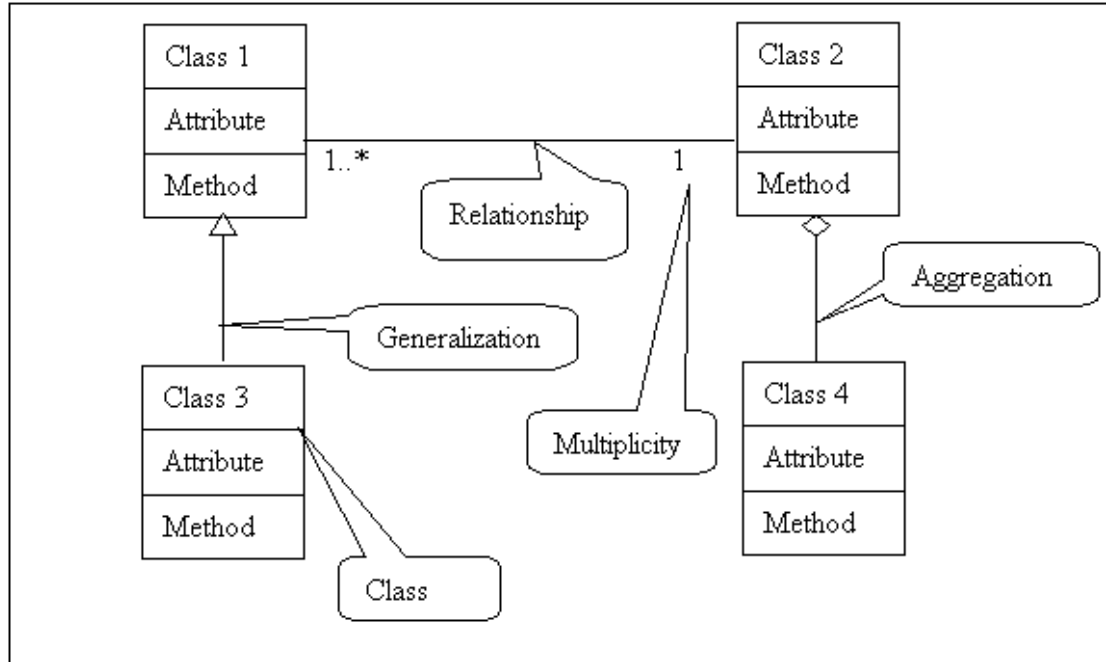 Class 1
Attribute
Method
Class 2
Attribute
Method
1..*
1
Relationship
Aggregation
Generalization
Class 3
Attribute
Method
Multiplicity
Class 4
Attribute
Method
Class